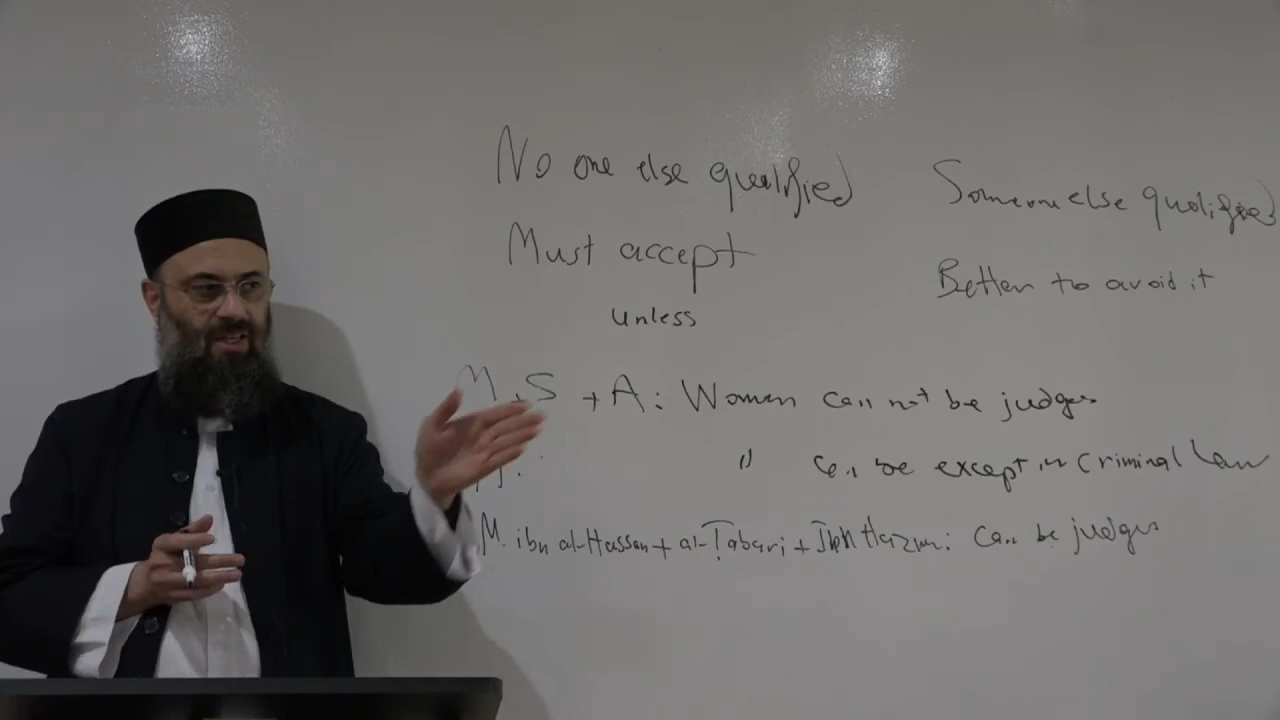 No one else qualified
Someone else qualified
Must accept
Better to avoid it
unless
M + S + A: Women can not be judges
" can be except in Criminal Law
M. ibn al-Hassan + al-Tabari + Ibn Hazm: Can be judges